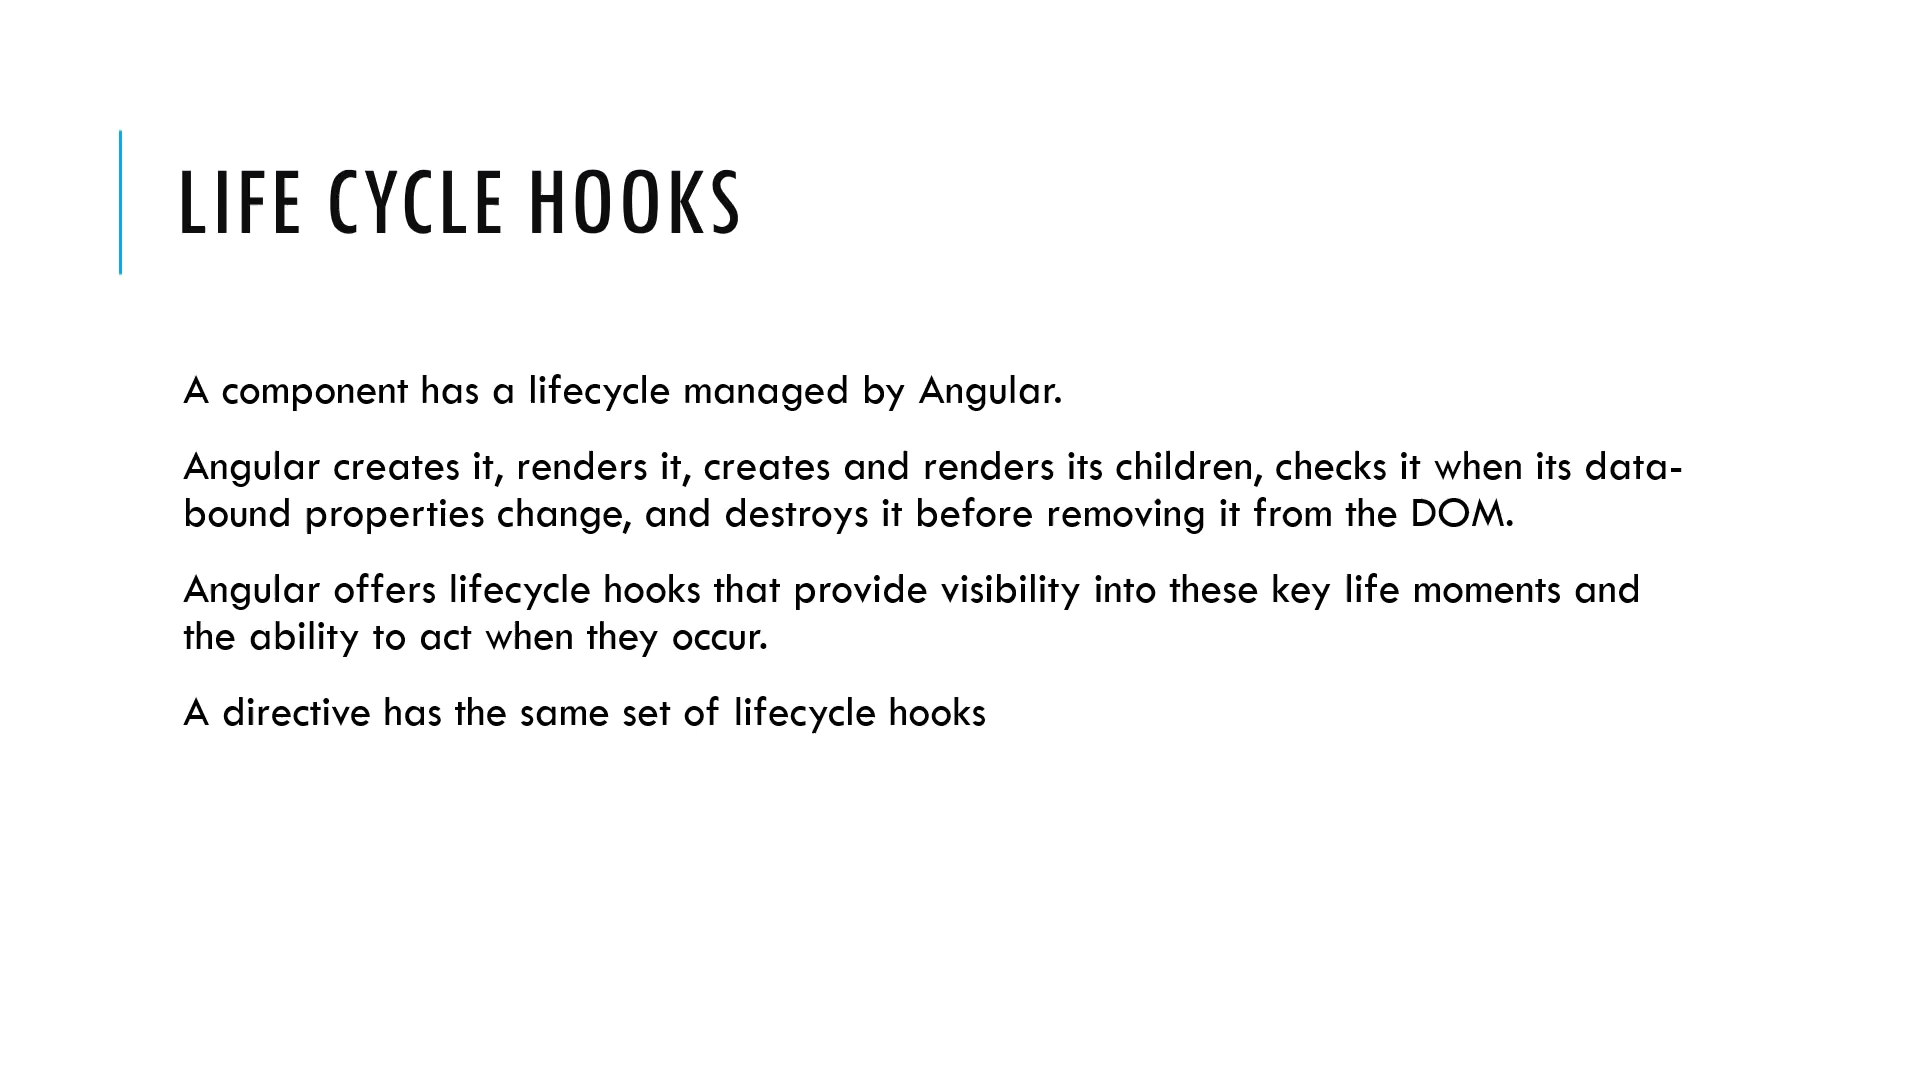 LIFE CYCLE HOOKS
A component has a lifecycle managed by Angular.
Angular creates it, renders it, creates and renders its children, checks it when its data-
bound properties change, and destroys it before removing it from the DOM.
Angular offers lifecycle hooks that provide visibility into these key life moments and
the ability to act when they occur.
A directive has the same set of lifecycle hooks